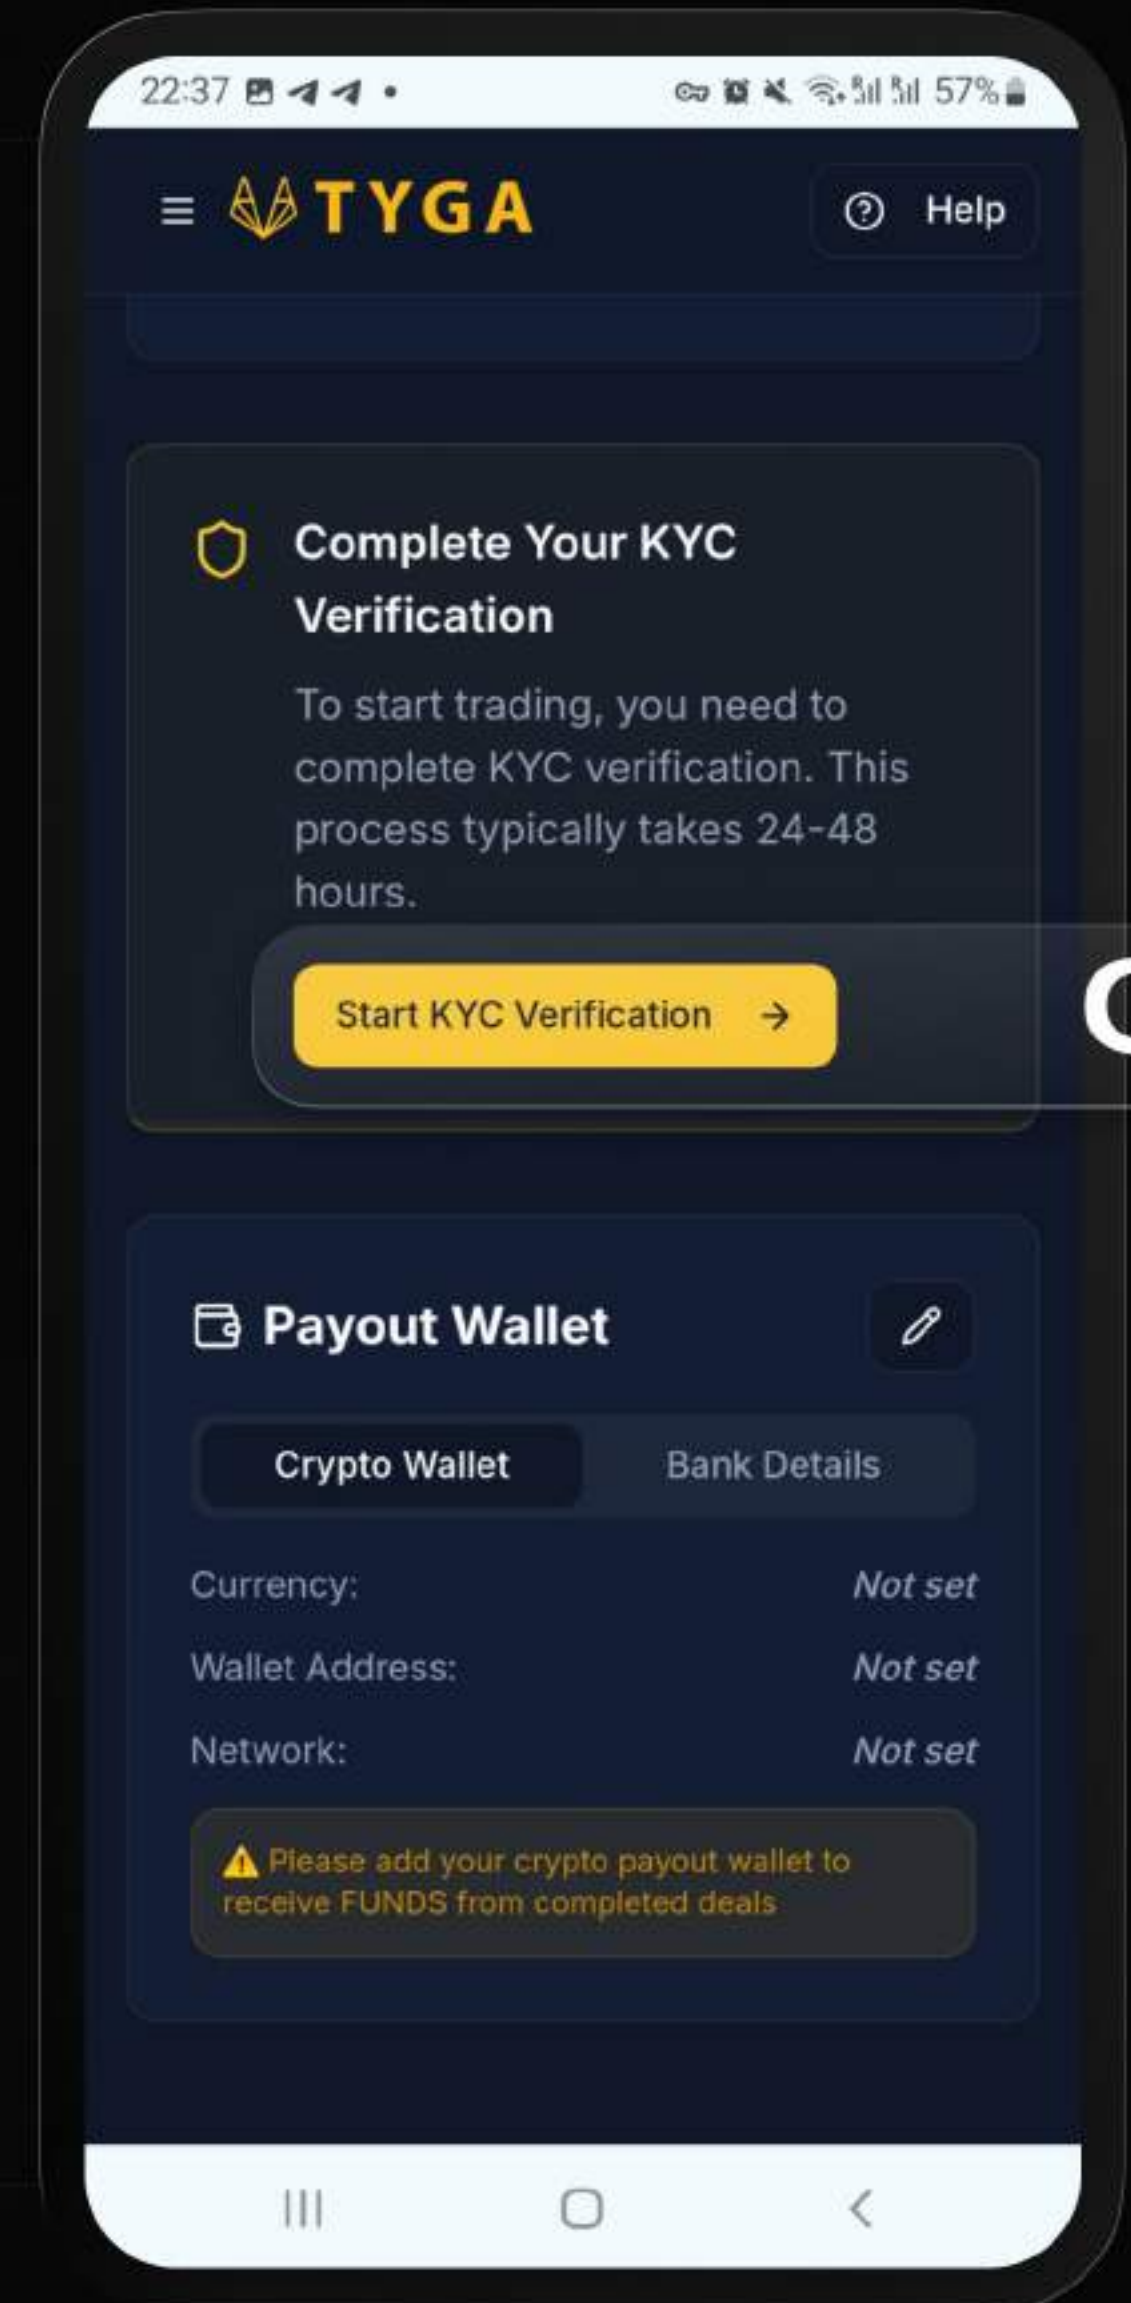 22:37
57%
TYGA
Help
Complete Your KYC
Verification
To start trading, you need to
complete KYC verification. This
process typically takes 24-48
hours.
Start KYC Verification →
Payout Wallet
Crypto Wallet
Bank Details
Currency:
Not set
Wallet Address:
Not set
Network:
Not set
⚠️ Please add your crypto payout wallet to
receive FUNDS from completed deals